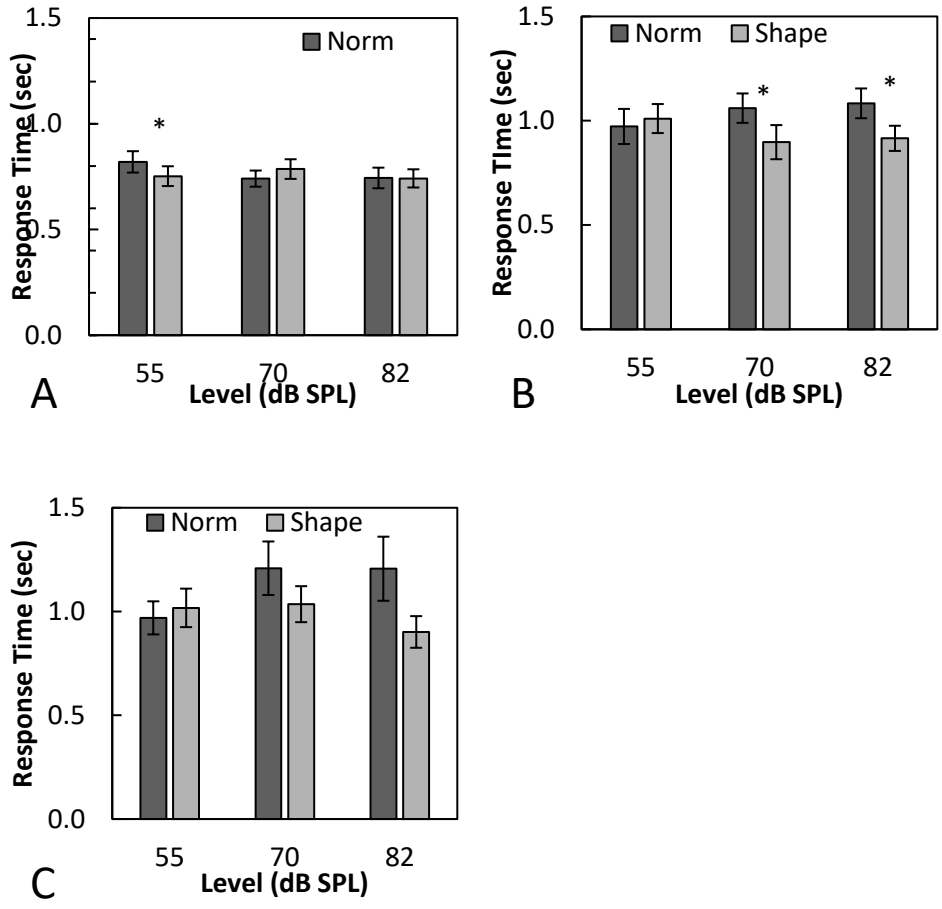 1.5
Norm
*
1.0
0.5
0.0
Response Time (sec)
55 70 82
Level (dB SPL)
A
1.5
Norm Shape
* *
1.0
0.5
0.0
Response TIme (sec)
55 70 82
Level (dB SPL)
B
1.5
Norm Shape
1.0
0.5
0.0
Response Time (sec)
55 70 82
Level (dB SPL)
C